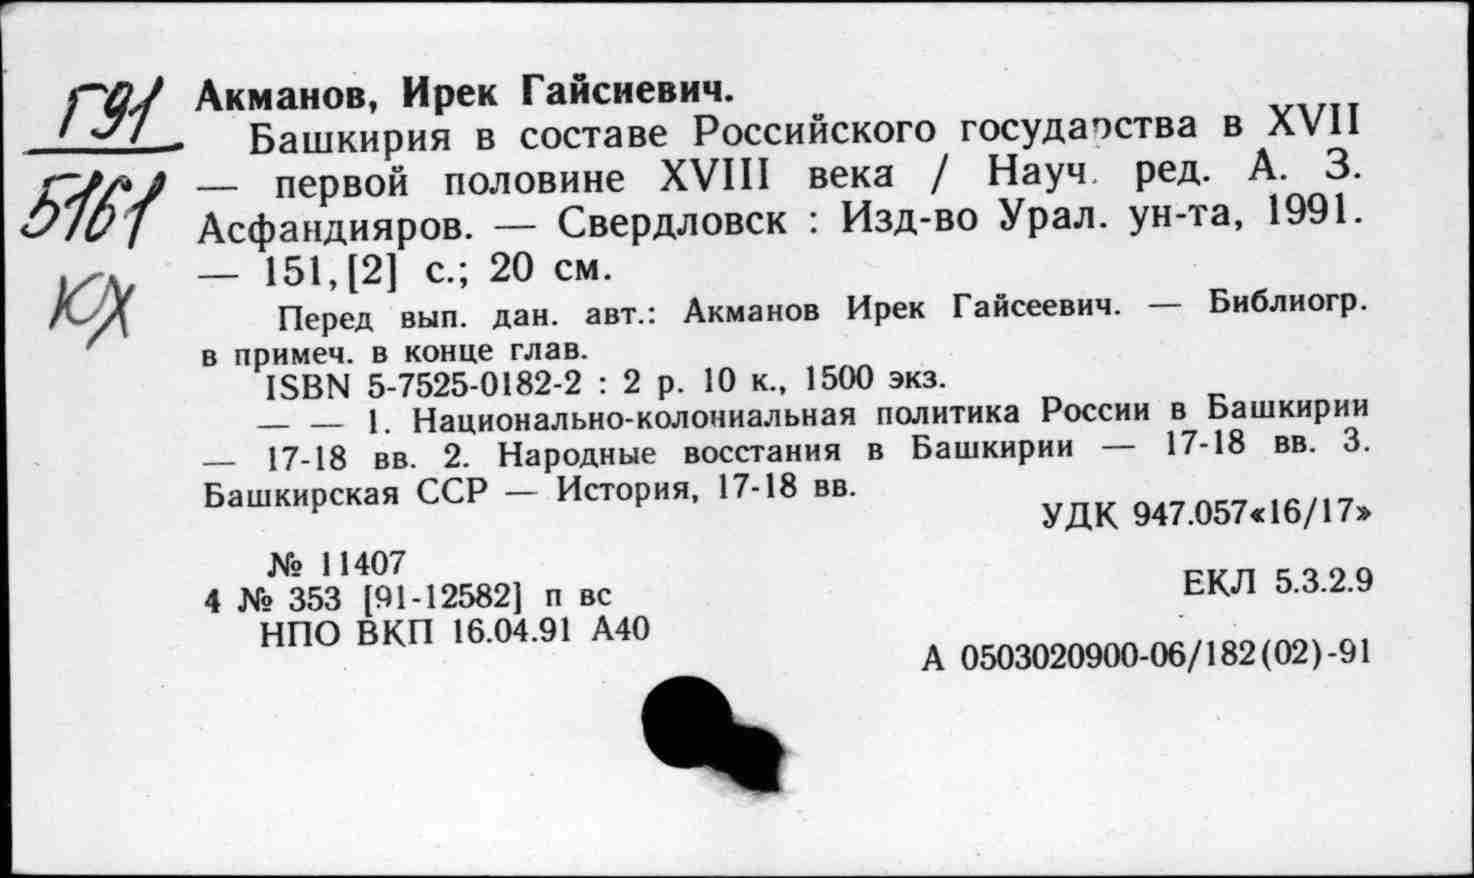 Г91
5161
КХ
Акманов, Ирек Гайсиевич.
Башкирия в составе Российского государства в XVII
— первой половине XVIII века / Науч. ред. А. З.
Асфандияров. — Свердловск : Изд-во Урал. ун-та, 1991.
— 151, [2] с.; 20 см.
Перед вып. дан. авт.: Акманов Ирек Гайсеевич. — Библиогр.
в примеч. в конце глав.
ISBN 5-7525-0182-2 : 2 р. 10 к., 1500 экз.
— — 1. Национально-колониальная политика России в Башкирии
— 17-18 вв. 2. Народные восстания в Башкирии — 17-18 вв. 3.
Башкирская ССР — История, 17-18 вв.
УДК 947.057«16/17»
№ 11407
4 № 353 [91-12582] п вс
ЕКЛ 5.3.2.9
НПО ВКП 16.04.91 А40
А 0503020900-06/182(02)-91